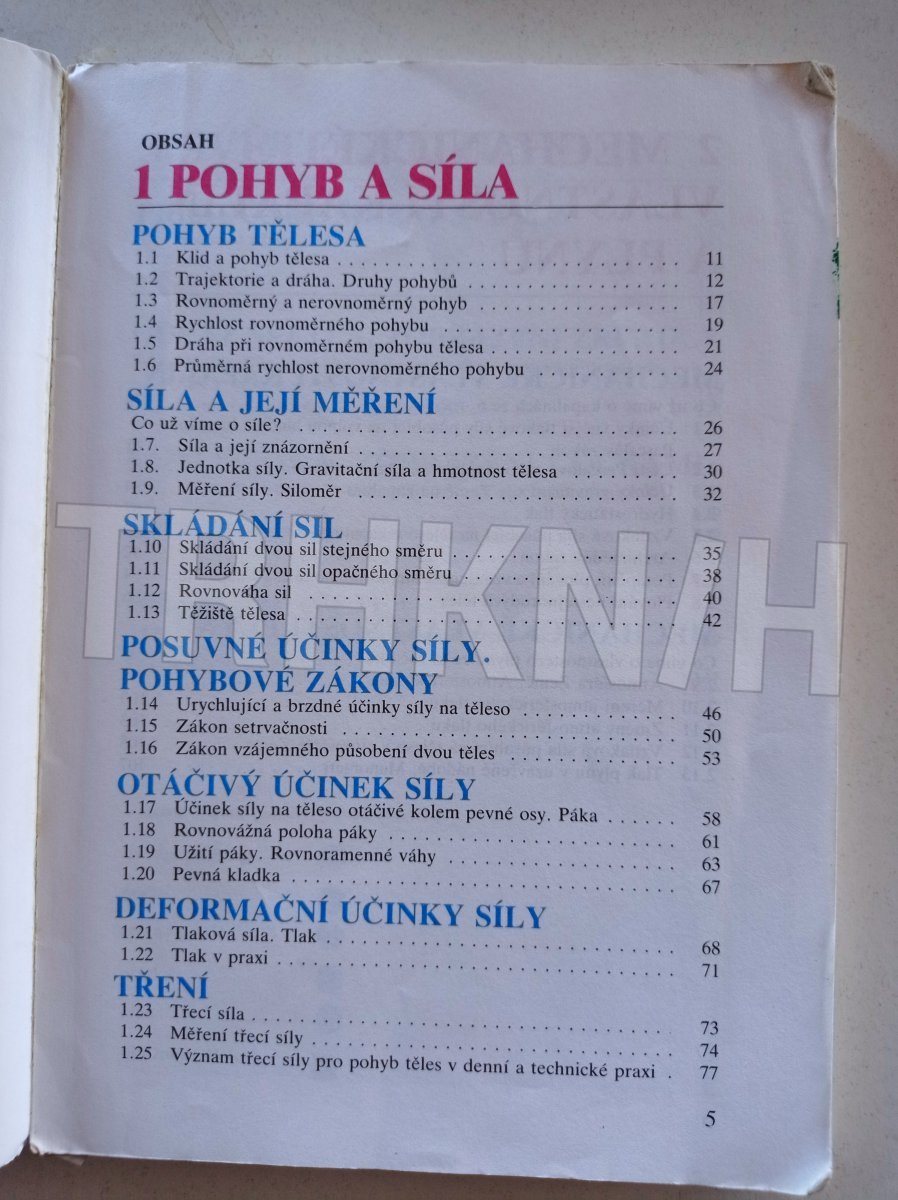 OBSAH
1 POHYB A SÍLA
POHYB TĚLESA
1.1 Klid a pohyb tělesa . . . . . . . . . . . . . . . . . . . . 11
1.2 Trajektorie a dráha. Druhy pohybů . . . . . . . . . . . . . . . . . . . . 12
1.3 Rovnoměrný a nerovnoměrný pohyb . . . . . . . . . . . . . . . . . . . . 17
1.4 Rychlost rovnoměrného pohybu . . . . . . . . . . . . . . . . . . . . 19
1.5 Dráha při rovnoměrném pohybu tělesa . . . . . . . . . . . . . . . . . . . . 21
1.6 Průměrná rychlost nerovnoměrného pohybu . . . . . . . . . . . . . . . 24
SÍLA A JEJÍ MĚŘENÍ
Co už víme o síle? . . . . . . . . . . . . . . . . . . . . 26
1.7. Síla a její znázornění . . . . . . . . . . . . . . . . . . . . 27
1.8. Jednotka síly. Gravitační síla a hmotnost tělesa . . . . . . . . . . 30
1.9. Měření síly. Siloměr . . . . . . . . . . . . . . . . . . . . 32
SKLÁDÁNÍ SIL
1.10 Skládání dvou sil stejného směru . . . . . . . . . . . . . . . . . . . . 35
1.11 Skládání dvou sil opačného směru . . . . . . . . . . . . . . . . . . . . 38
1.12 Rovnováha sil . . . . . . . . . . . . . . . . . . . . 40
1.13 Těžiště tělesa . . . . . . . . . . . . . . . . . . . . 42
POSUVNÉ ÚČINKY SÍLY.
POHYBOVÉ ZÁKONY
1.14 Urychlující a brzdné účinky síly na těleso . . . . . . . . . . . . . . . 46
1.15 Zákon setrvačnosti . . . . . . . . . . . . . . . . . . . . 50
1.16 Zákon vzájemného působení dvou těles . . . . . . . . . . . . . . . 53
OTÁČIVÝ ÚČINEK SÍLY
1.17 Účinek síly na těleso otáčivé kolem pevné osy. Páka . . . . . . . 58
1.18 Rovnovážná poloha páky . . . . . . . . . . . . . . . . . . . . 61
1.19 Užití páky. Rovnoramenné váhy . . . . . . . . . . . . . . . . . . . . 63
1.20 Pevná kladka . . . . . . . . . . . . . . . . . . . . 67
DEFORMAČNÍ ÚČINKY SÍLY
1.21 Tlaková síla. Tlak . . . . . . . . . . . . . . . . . . . . 68
1.22 Tlak v praxi . . . . . . . . . . . . . . . . . . . . 71
TŘENÍ
1.23 Třecí síla . . . . . . . . . . . . . . . . . . . . 73
1.24 Měření třecí síly . . . . . . . . . . . . . . . . . . . . 74
1.25 Význam třecí síly pro pohyb těles v denní a technické praxi . 77
5
TRHKN/H